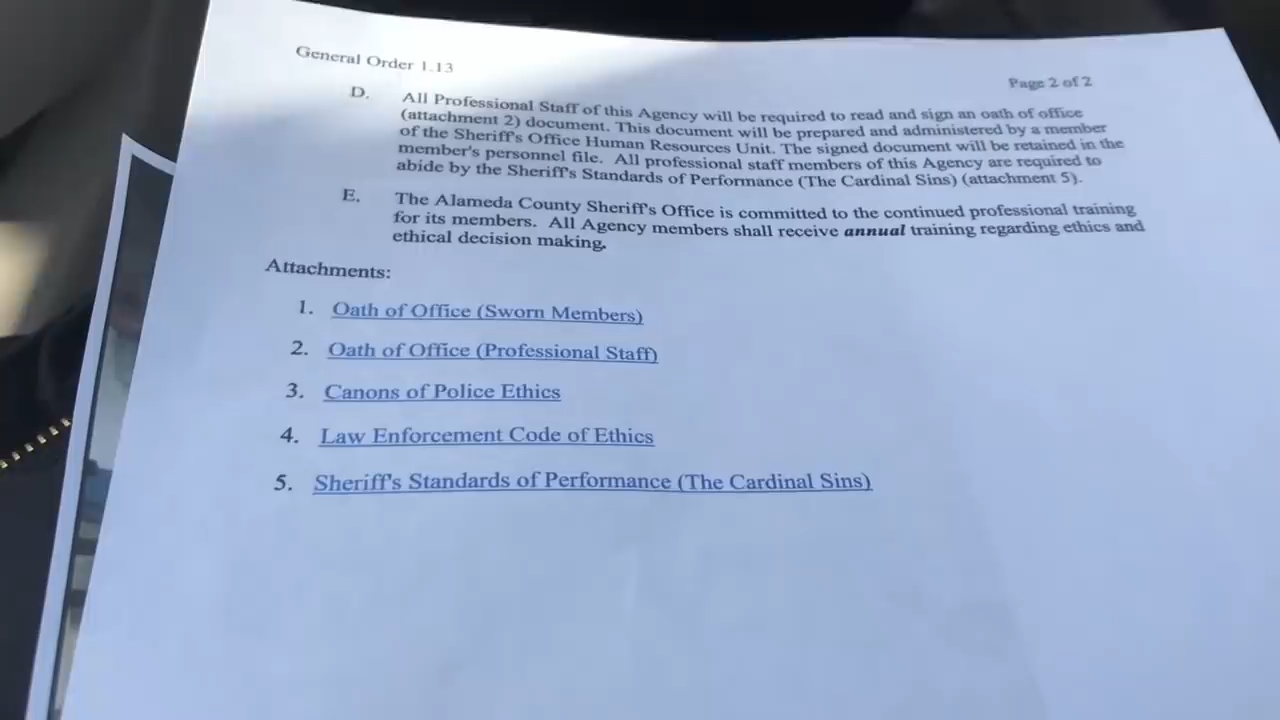 General Order 1.13
Page 2 of 2
D. All Professional Staff of this Agency will be required to read and sign an oath of office
(attachment 2) document. This document will be prepared and administered by a member
of the Sheriff's Office Human Resources Unit. The signed document will be retained in the
member's personnel file. All professional staff members of this Agency are required to
abide by the Sheriff's Standards of Performance (The Cardinal Sins) (attachment 5).
E. The Alameda County Sheriff's Office is committed to the continued professional training
for its members. All Agency members shall receive annual training regarding ethics and
ethical decision making.
Attachments:
1. Oath of Office (Sworn Members)
2. Oath of Office (Professional Staff)
3. Canons of Police Ethics
4. Law Enforcement Code of Ethics
5. Sheriff's Standards of Performance (The Cardinal Sins)